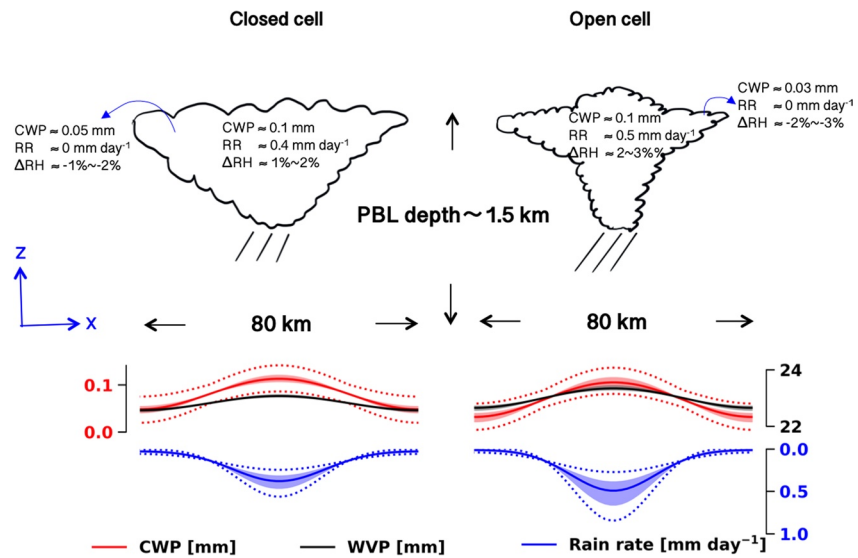 Closed cell
Open cell
CWP ≈ 0.05 mm
RR ≈ 0 mm day⁻¹
ΔRH ≈ -1%~-2%
CWP ≈ 0.1 mm
RR ≈ 0.4 mm day⁻¹
ΔRH ≈ 1%~2%
CWP ≈ 0.1 mm
RR ≈ 0.5 mm day⁻¹
ΔRH ≈ 2~3%%
CWP ≈ 0.03 mm
RR ≈ 0 mm day⁻¹
ΔRH ≈ -2%~-3%
PBL depth~1.5 km
z
x
80 km
80 km
0.1
0.0
24
22
0.0
0.5
1.0
CWP [mm]
WVP [mm]
Rain rate [mm day⁻¹]